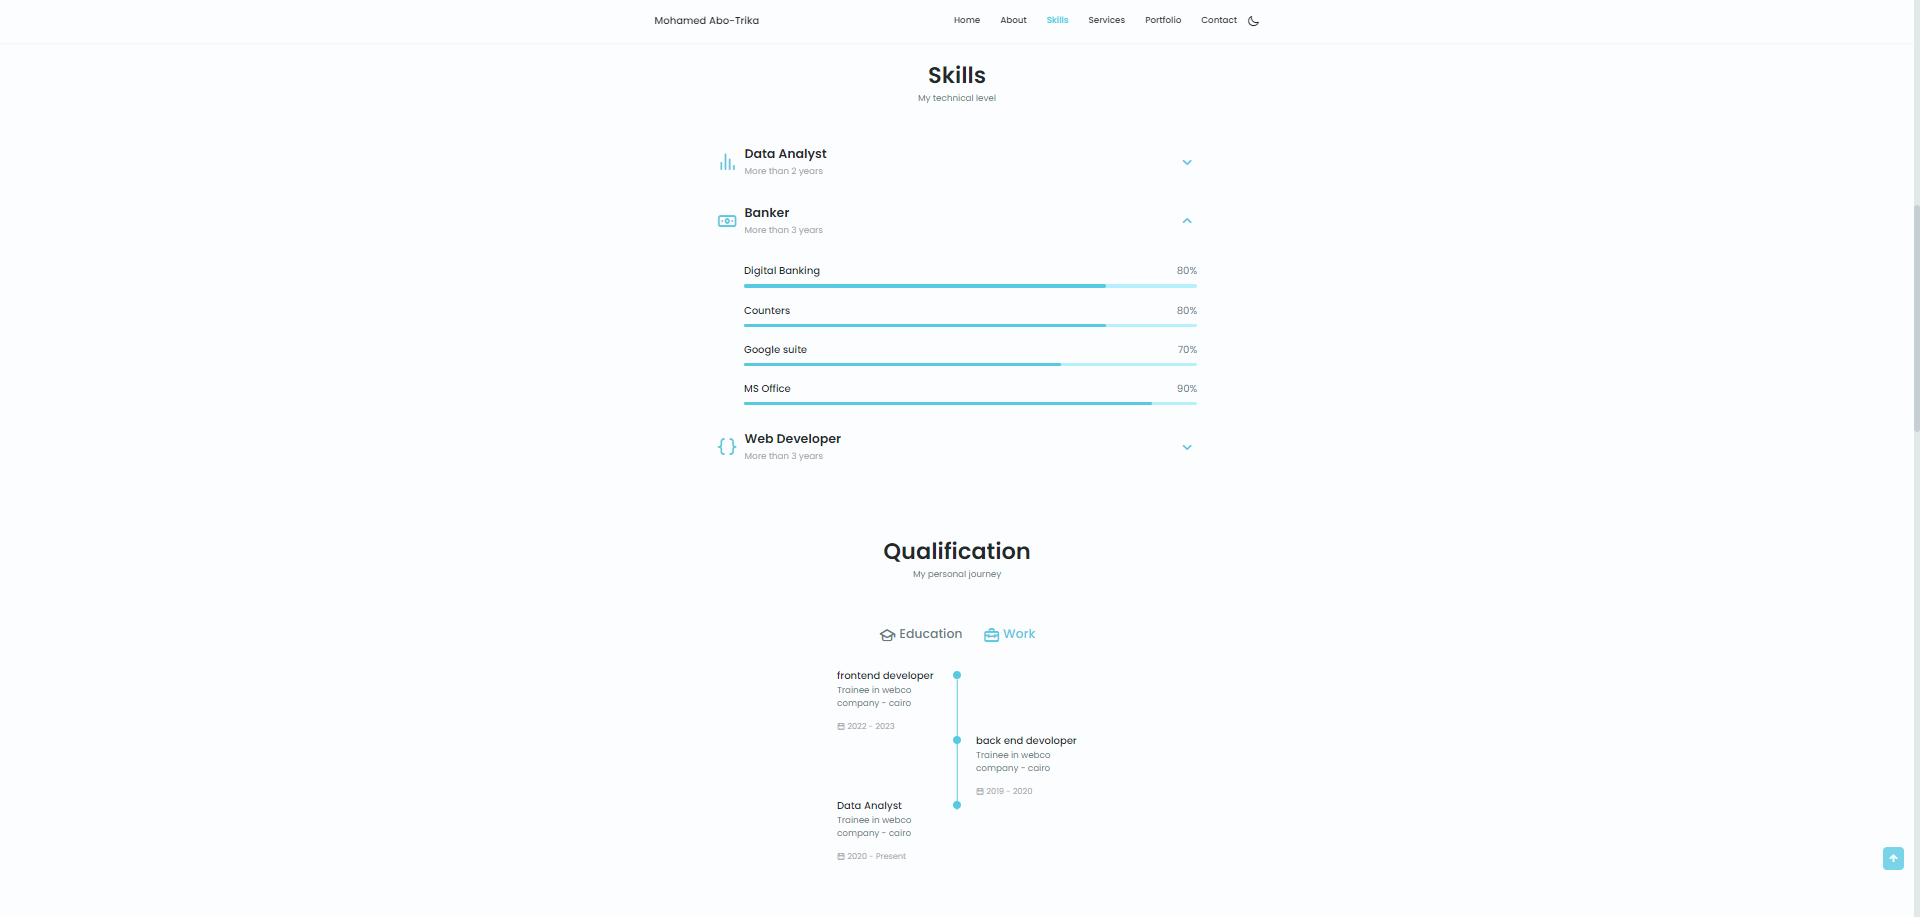 Mohamed Abo-Trika
Home About Skills Services Portfolio Contact
Skills
My technical level
Data Analyst
More than 2 years
Banker
More than 3 years
Digital Banking 80%
Counters 80%
Google suite 70%
MS Office 90%
Web Developer
More than 3 years
Qualification
My personal journey
Education Work
frontend developer
Trainee in webco
company - cairo
2022 - 2023
back end devoloper
Trainee in webco
company - cairo
2019 - 2020
Data Analyst
Trainee in webco
company - cairo
2020 - Present